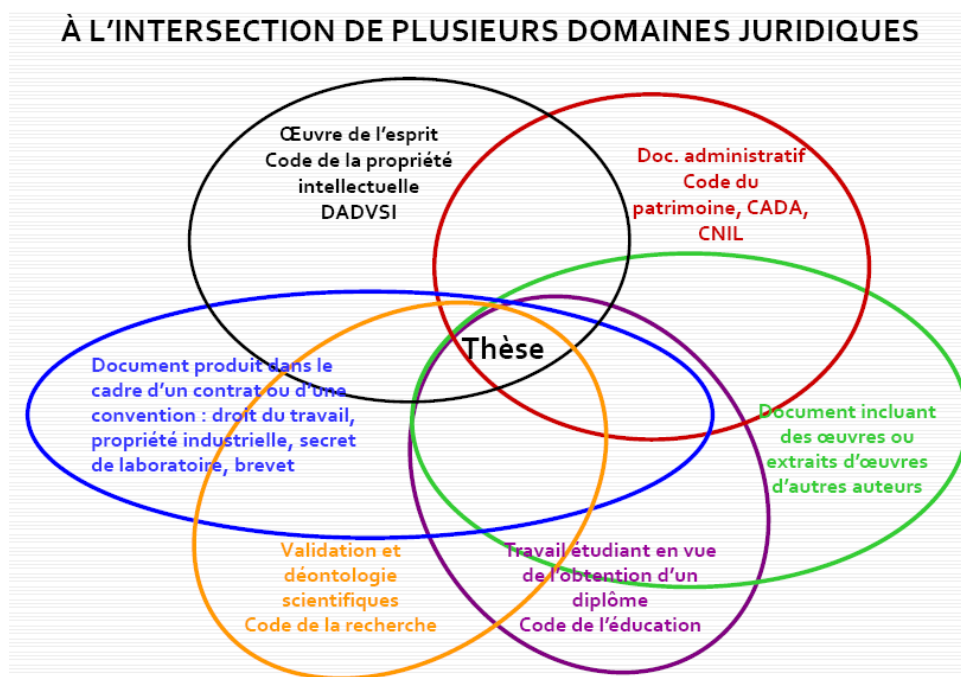 À L'INTERSECTION DE PLUSIEURS DOMAINES JURIDIQUES
Œuvre de l'esprit
Code de la propriété
intellectuelle
DADVSI
Doc. administratif
Code du
patrimoine, CADA,
CNIL
Thèse
Document produit dans le
cadre d'un contrat ou d'une
convention : droit du travail,
propriété industrielle, secret
de laboratoire, brevet
Document incluant
des œuvres ou
extraits d'œuvres
d'autres auteurs
Validation et
déontologie
scientifiques
Code de la recherche
Travail étudiant en vue
de l'obtention d'un
diplôme
Code de l'éducation